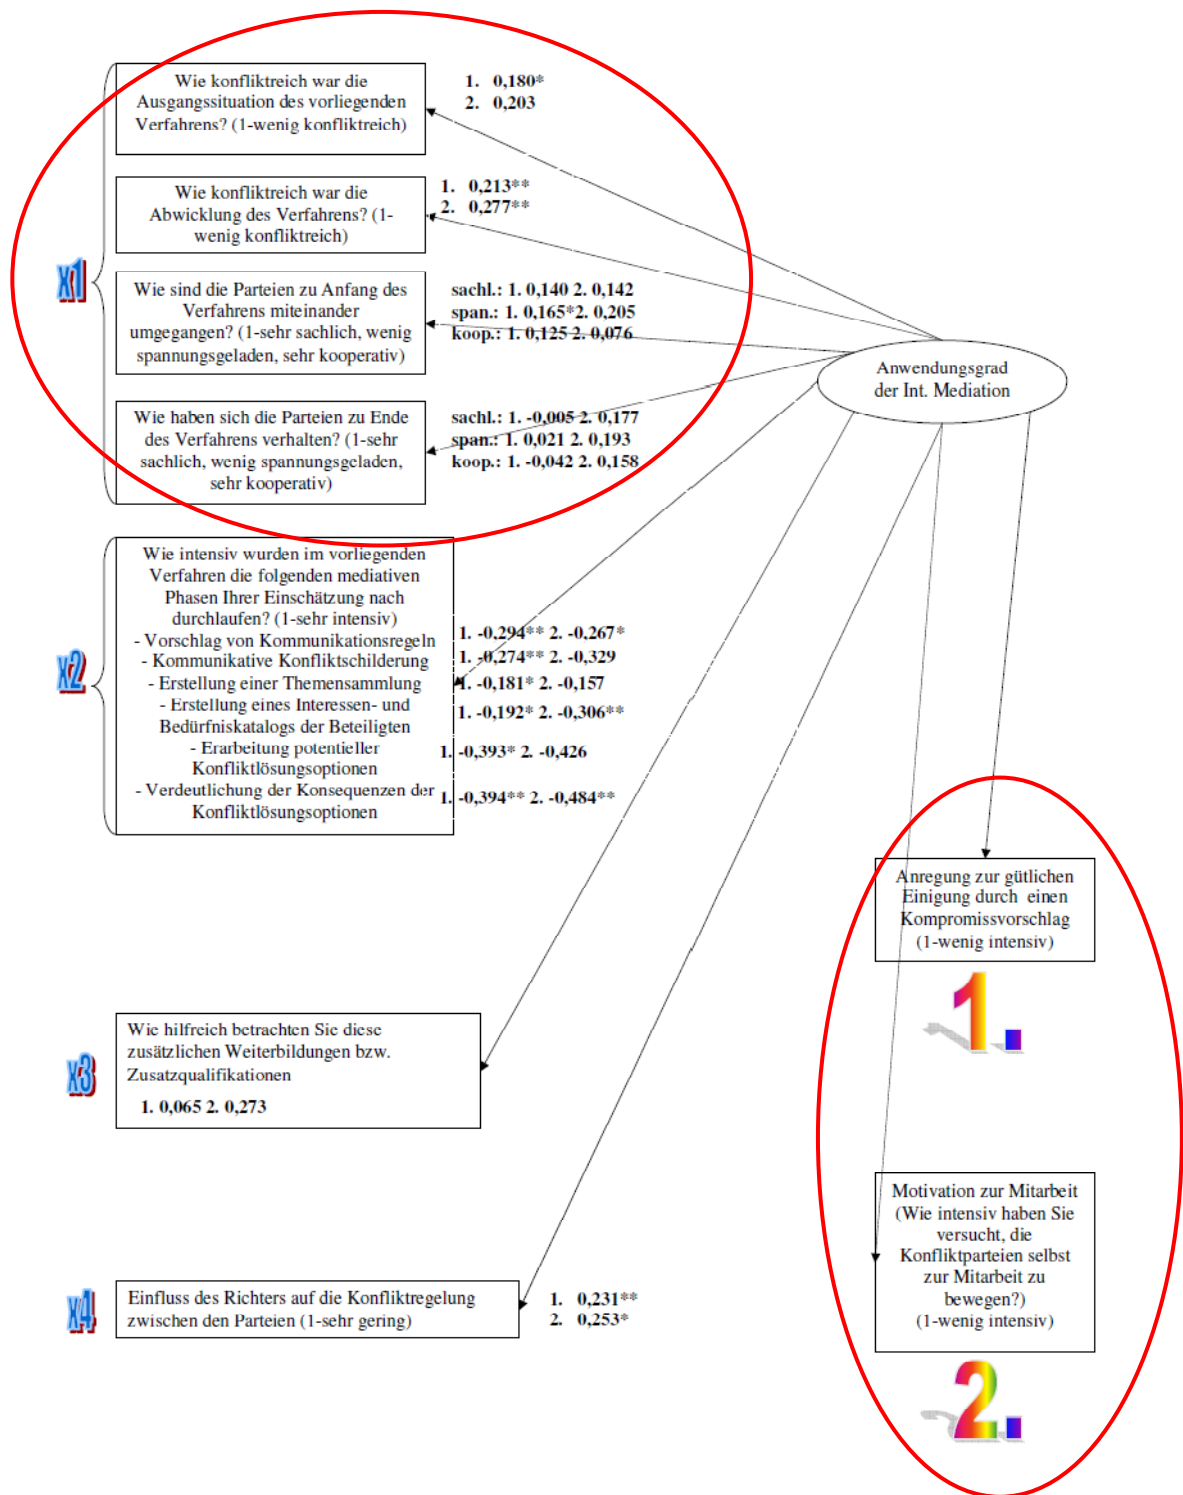 Wie konfliktreich war die
Ausgangssituation des vorliegenden
Verfahrens? (1-wenig konfliktreich)
1. 0,180*
2. 0,203
x1
Wie konfliktreich war die
Abwicklung des Verfahrens? (1-
wenig konfliktreich)
1. 0,213**
2. 0,277**
Wie sind die Parteien zu Anfang des
Verfahrens miteinander
umgegangen? (1-sehr sachlich, wenig
spannungsgeladen, sehr kooperativ)
sachl.: 1. 0,140 2. 0,142
span.: 1. 0,165*2. 0,205
koop.: 1. 0,125 2. 0,076
Wie haben sich die Parteien zu Ende
des Verfahrens verhalten? (1-sehr
sachlich, wenig spannungsgeladen,
sehr kooperativ)
sachl.: 1. -0,005 2. 0,177
span.: 1. 0,021 2. 0,193
koop.: 1. -0,042 2. 0,158
Anwendungsgrad
der Int. Mediation
x2
Wie intensiv wurden im vorliegenden
Verfahren die folgenden mediativen
Phasen Ihrer Einschätzung nach
durchlaufen? (1-sehr intensiv)
- Vorschlag von Kommunikationsregeln
- Kommunikative Konfliktschilderung
- Erstellung einer Themensammlung
- Erstellung eines Interessen- und
Bedürfniskatalogs der Beteiligten
- Erarbeitung potentieller
Konfliktlösungsoptionen
- Verdeutlichung der Konsequenzen der
Konfliktlösungsoptionen
1. -0,294** 2. -0,267*
1. -0,274** 2. -0,329
1. -0,181* 2. -0,157
1. -0,192* 2. -0,306**
1. -0,393* 2. -0,426
1. -0,394** 2. -0,484**
Anregung zur gütlichen
Einigung durch einen
Kompromissvorschlag
(1-wenig intensiv)
1.
x3
Wie hilfreich betrachten Sie diese
zusätzlichen Weiterbildungen bzw.
Zusatzqualifikationen
1. 0,065 2. 0,273
Motivation zur Mitarbeit
(Wie intensiv haben Sie
versucht, die
Konfliktparteien selbst
zur Mitarbeit zu
bewegen?)
(1-wenig intensiv)
2.
x4
Einfluss des Richters auf die Konfliktregelung
zwischen den Parteien (1-sehr gering)
1. 0,231**
2. 0,253*